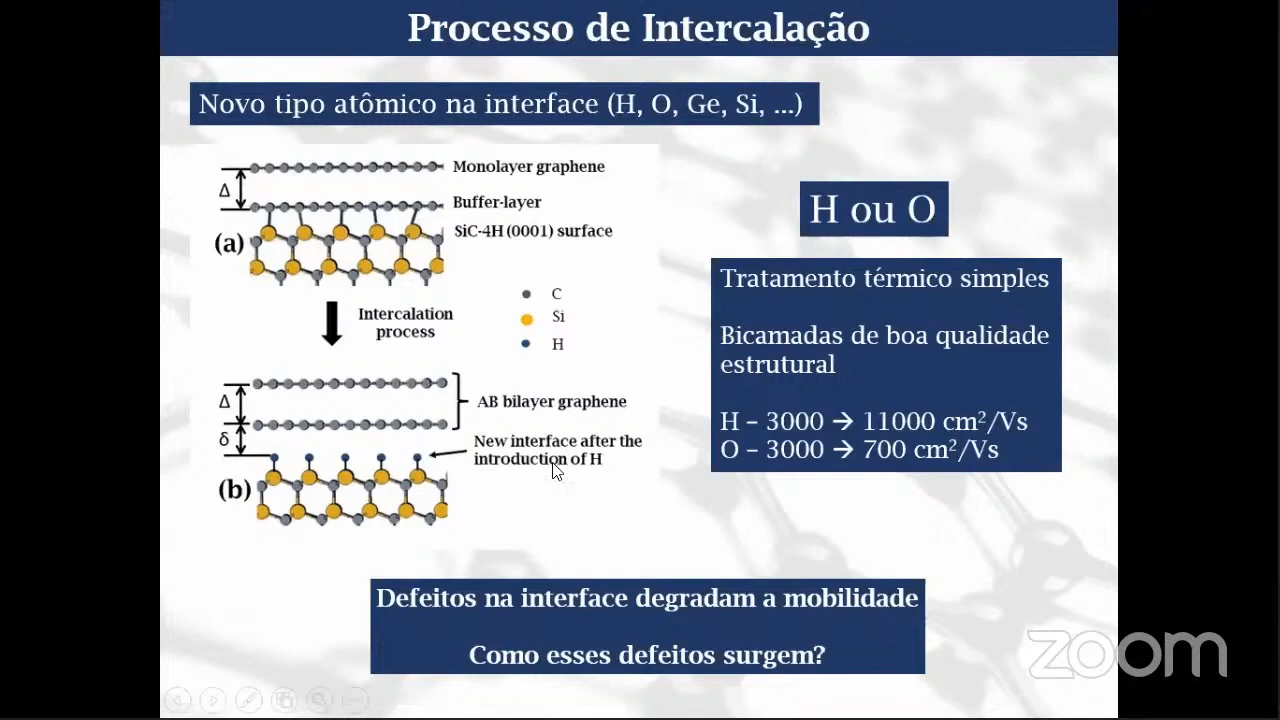 Processo de Intercalação
Novo tipo atômico na interface (H, O, Ge, Si, ...)
Monolayer graphene
Δ
Buffer-layer
SiC-4H (0001) surface
(a)
Intercalation
process
C
Si
H
Δ
AB bilayer graphene
δ
New interface after the
introduction of H
(b)
H ou O
Tratamento térmico simples
Bicamadas de boa qualidade
estrutural
H – 3000 → 11000 cm²/Vs
O – 3000 → 700 cm²/Vs
Defeitos na interface degradam a mobilidade
Como esses defeitos surgem?
zoom